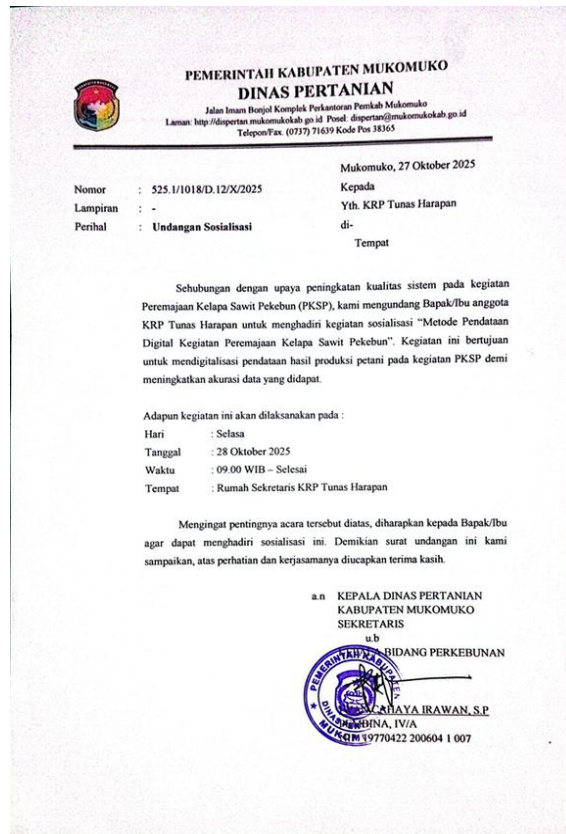 PEMERINTAH KABUPATEN MUKOMUKO
DINAS PERTANIAN
Jalan Imam Bonjol Komplek Perkantoran Pemkab Mukomuko
Laman: http://dispertan.mukomukokab.go.id Posel: dispertan@mukomukokab.go.id
Telepon/Fax. (0737) 71639 Kode Pos 38365
Mukomuko, 27 Oktober 2025
Nomor : 525.1/1018/D.12/X/2025
Kepada
Lampiran : -
Yth. KRP Tunas Harapan
Perihal : Undangan Sosialisasi
di-
Tempat
Sehubungan dengan upaya peningkatan kualitas sistem pada kegiatan
Peremajaan Kelapa Sawit Pekebun (PKSP), kami mengundang Bapak/Ibu anggota
KRP Tunas Harapan untuk menghadiri kegiatan sosialisasi “Metode Pendataan
Digital Kegiatan Peremajaan Kelapa Sawit Pekebun”. Kegiatan ini bertujuan
untuk mendigitalisasi pendataan hasil produksi petani pada kegiatan PKSP demi
meningkatkan akurasi data yang didapat.
Adapun kegiatan ini akan dilaksanakan pada :
Hari : Selasa
Tanggal : 28 Oktober 2025
Waktu : 09.00 WIB – Selesai
Tempat : Rumah Sekretaris KRP Tunas Harapan
Mengingat pentingnya acara tersebut diatas, diharapkan kepada Bapak/Ibu
agar dapat menghadiri sosialisasi ini. Demikian surat undangan ini kami
sampaikan, atas perhatian dan kerjasamanya diucapkan terima kasih.
a.n KEPALA DINAS PERTANIAN
KABUPATEN MUKOMUKO
SEKRETARIS
u.b
BIDANG PERKEBUNAN
PEMERINTAH KABUPATEN
CAHAYA IRAWAN, S.P
IV/A
19770422 200604 1 007